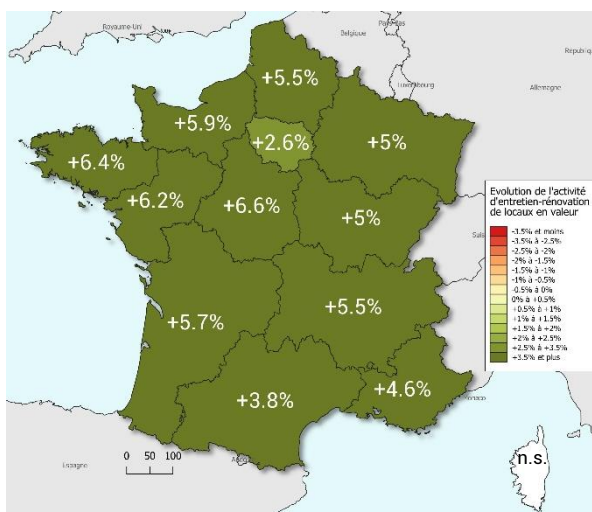 Royaume-Uni
Belgique
Luxembourg
Allemagne
+5.5%
+5.9%
+2.6%
+5%
+6.4%
+6.2%
+6.6%
+5%
Evolution de l'activité
d'entretien-rénovation
de locaux en valeur
-3.5% et moins
-3.5% à -2.5%
-2.5% à -2%
-2% à -1.5%
-1.5% à -1%
-1% à -0.5%
-0.5% à 0%
0% à +0.5%
+0.5% à +1%
+1% à +1.5%
+1.5% à +2%
+2% à +2.5%
+2.5% à +3.5%
+3.5% et plus
+5.5%
+5.7%
+4.6%
+3.8%
n.s.
Espagne
0 50 100